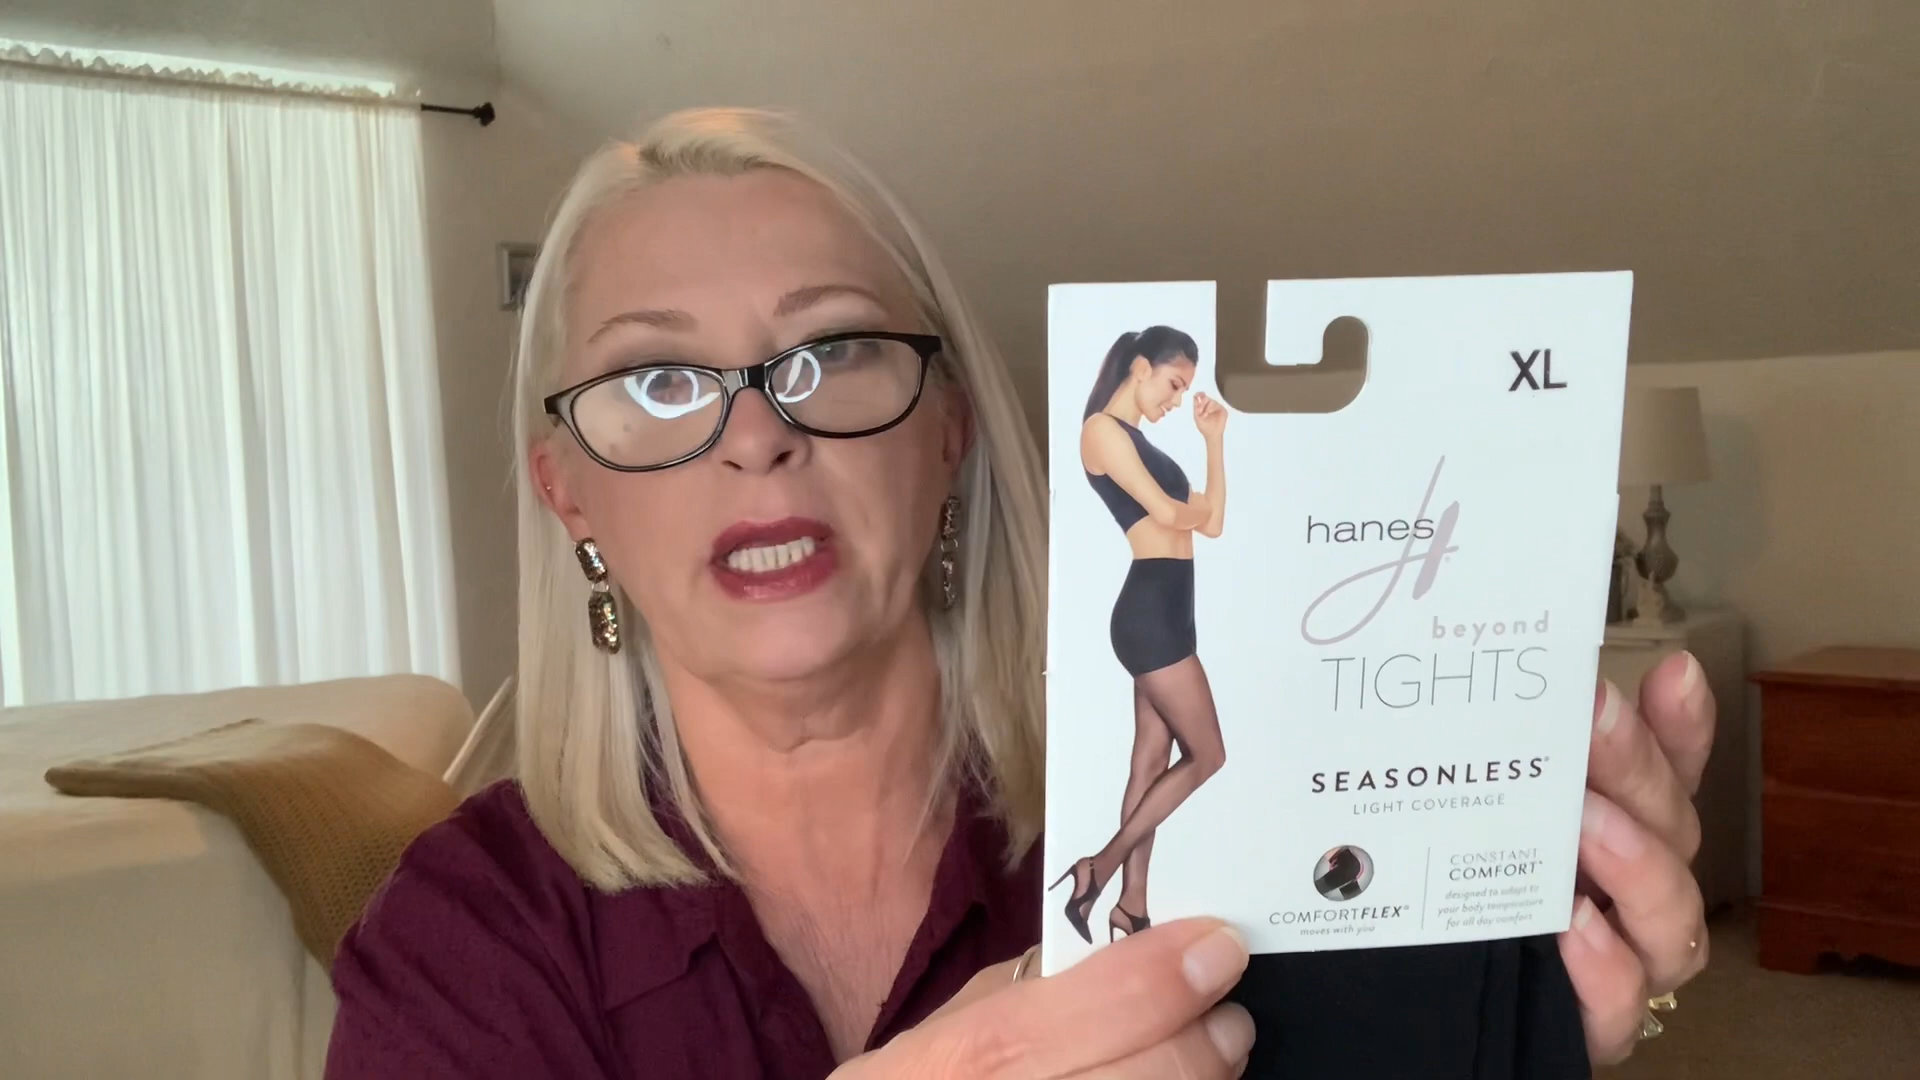 XL
hanes
H®
beyond
TIGHTS
SEASONLESS®
LIGHT COVERAGE
COMFORTFLEX®
moves with you
CONSTANT
COMFORT™
designed to adapt to
your body temperature
for all day comfort